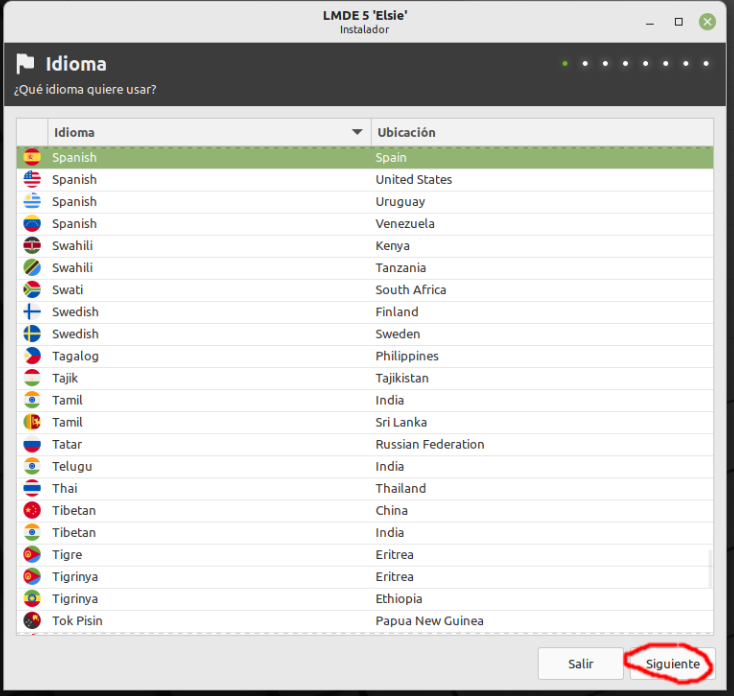 LMDE 5 'Elsie'
Instalador
Idioma
¿Qué idioma quiere usar?
Idioma Ubicación
Spanish Spain
Spanish United States
Spanish Uruguay
Spanish Venezuela
Swahili Kenya
Swahili Tanzania
Swati South Africa
Swedish Finland
Swedish Sweden
Tagalog Philippines
Tajik Tajikistan
Tamil India
Tamil Sri Lanka
Tatar Russian Federation
Telugu India
Thai Thailand
Tibetan China
Tibetan India
Tigre Eritrea
Tigrinya Eritrea
Tigrinya Ethiopia
Tok Pisin Papua New Guinea
Salir Siguiente